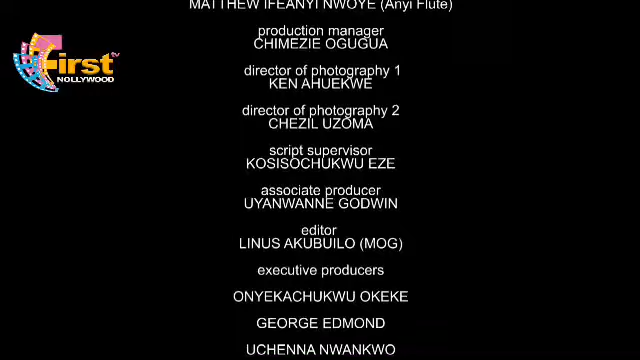 MATTHEW IFEANYI NWOYE (Anyi Flute)
production manager
CHIMEZIE OGUGUA
First tv
NOLLYWOOD
director of photography 1
KEN AHUEKWE
director of photography 2
CHEZIL UZOMA
script supervisor
KOSISOCHUKWU EZE
associate producer
UYANWANNE GODWIN
editor
LINUS AKUBUILO (MOG)
executive producers
ONYEKACHUKWU OKEKE
GEORGE EDMOND
UCHENNA NWANKWO